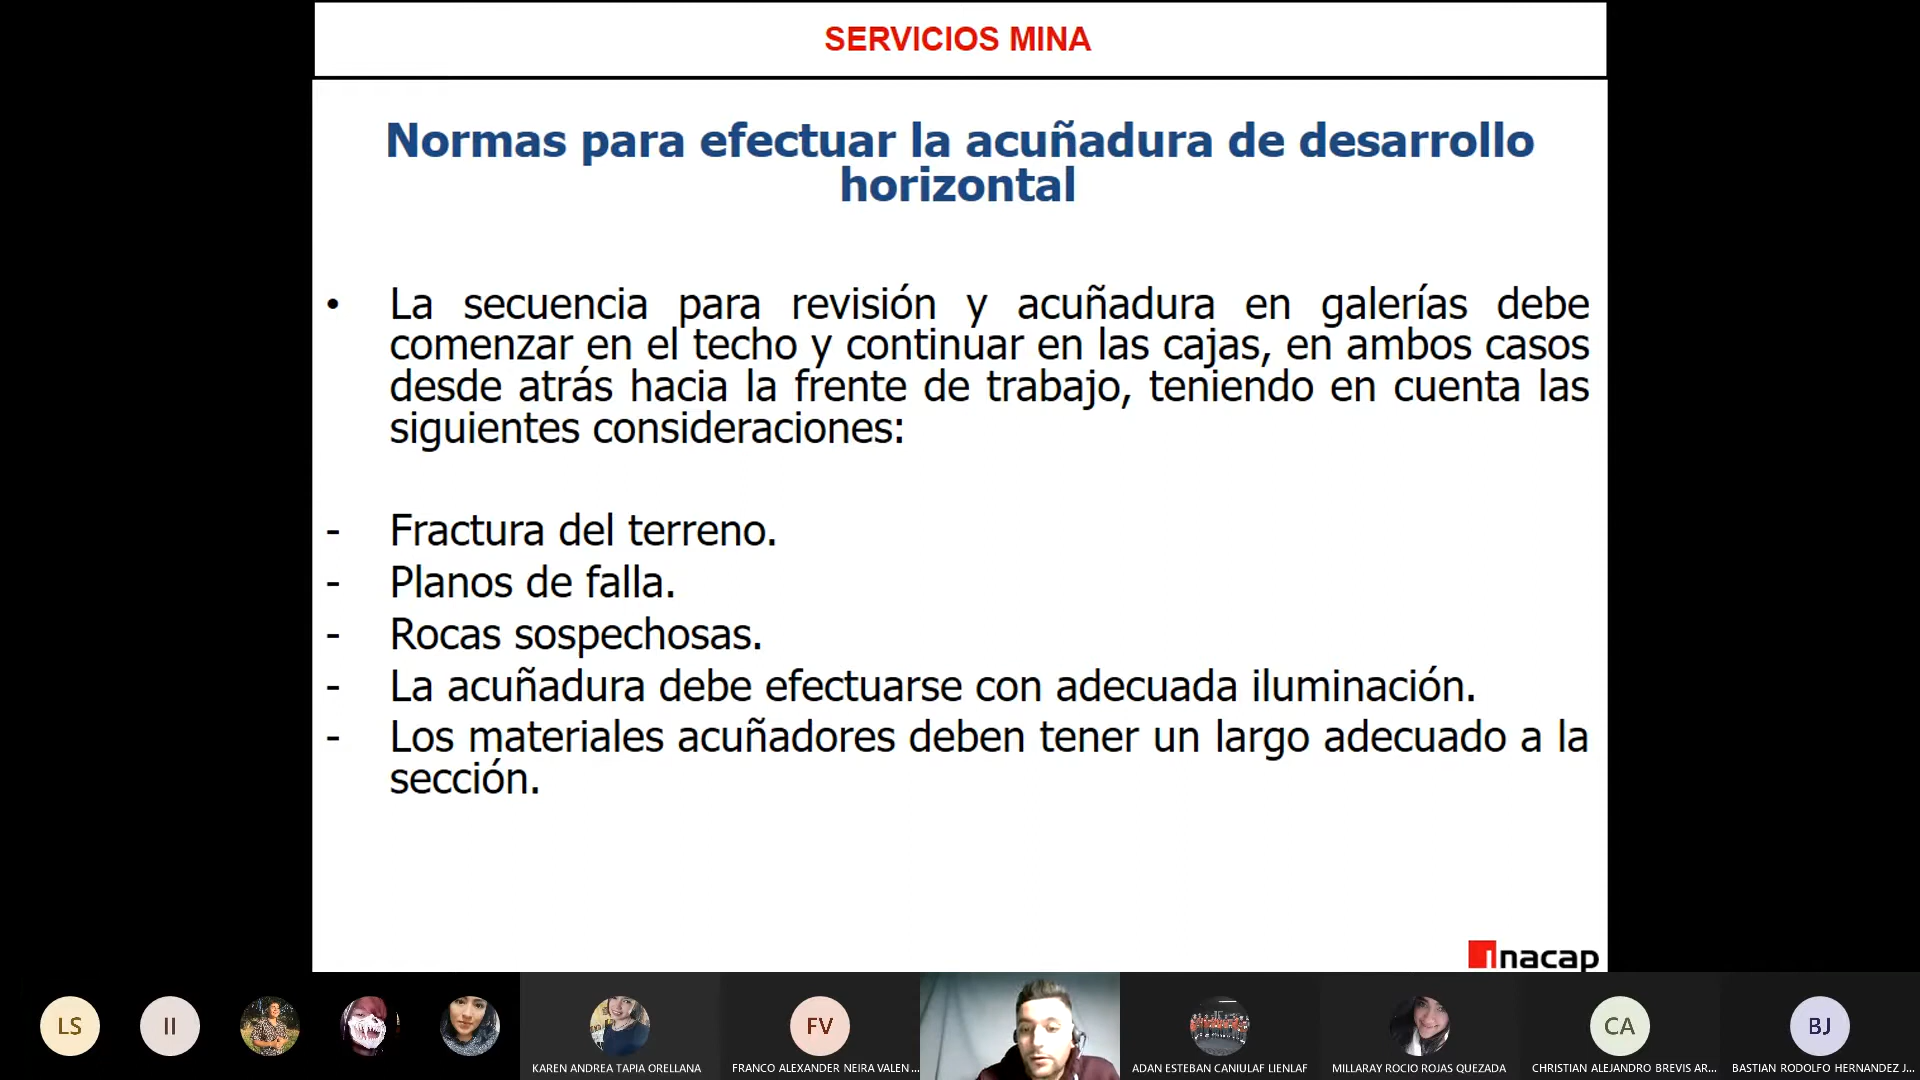 SERVICIOS MINA
Normas para efectuar la acuñadura de desarrollo
horizontal
• La secuencia para revisión y acuñadura en galerías debe
comenzar en el techo y continuar en las cajas, en ambos casos
desde atrás hacia la frente de trabajo, teniendo en cuenta las
siguientes consideraciones:
- Fractura del terreno.
- Planos de falla.
- Rocas sospechosas.
- La acuñadura debe efectuarse con adecuada iluminación.
- Los materiales acuñadores deben tener un largo adecuado a la
sección.
inacap
LS
II
FV
CA
BJ
KAREN ANDREA TAPIA ORELLANA
FRANCO ALEXANDER NEIRA VALEN...
ADAN ESTEBAN CANIULAF LIENLAF
MILLARAY ROCIO ROJAS QUEZADA
CHRISTIAN ALEJANDRO BREVIS AR...
BASTIAN RODOLFO HERNANDEZ J...